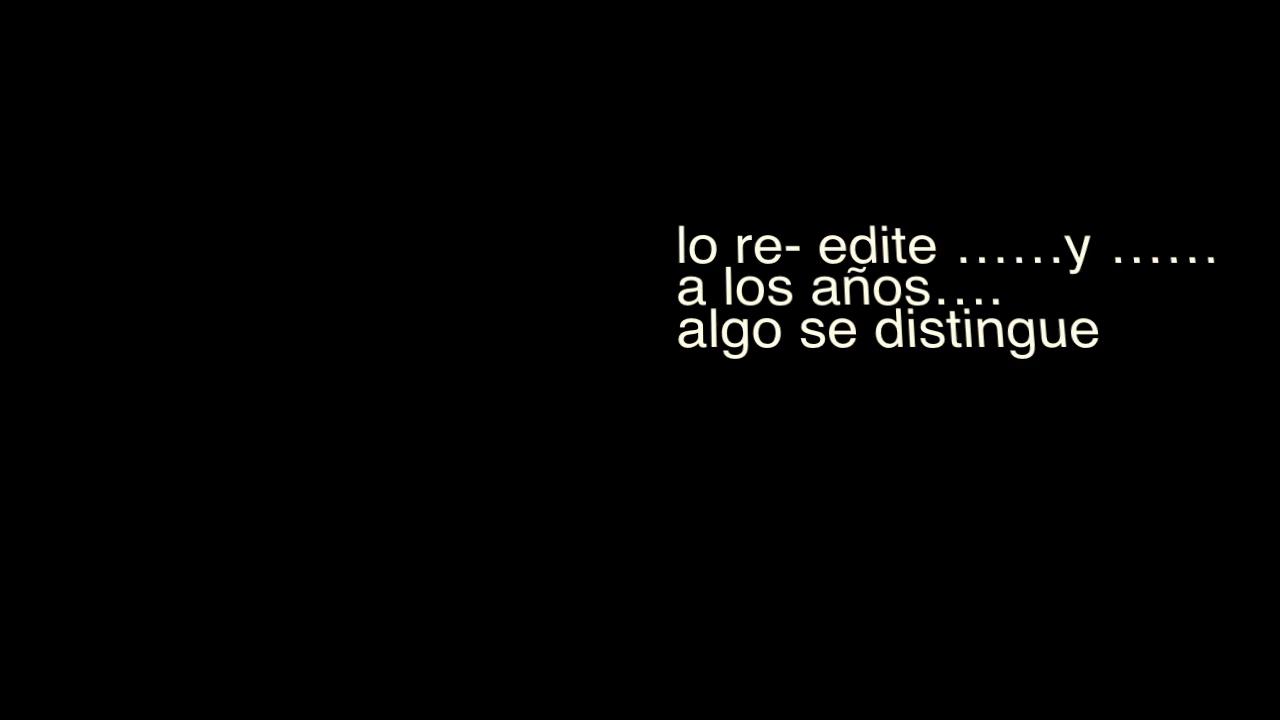 lo re- edite ......y ......
a los años....
algo se distingue